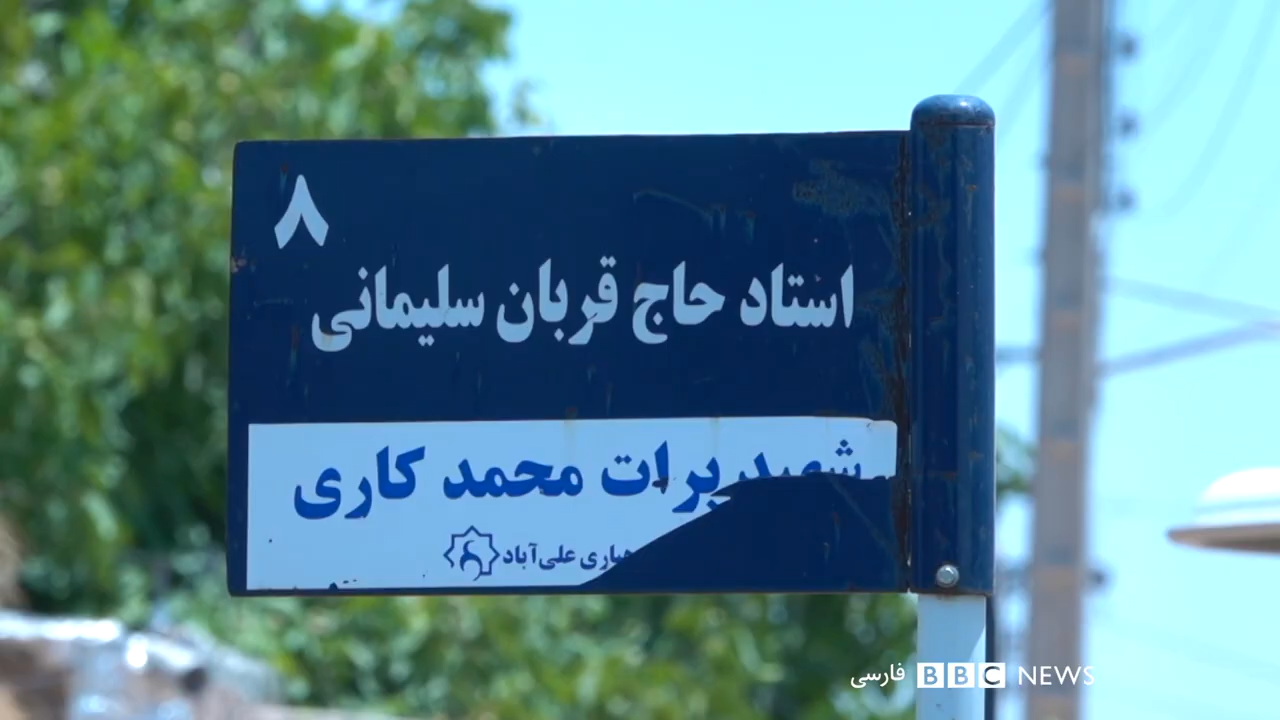 ۸
استاد حاج قربان سلیمانی
شهید برات محمد کاری
علی‌آباد
فارسی BBC NEWS